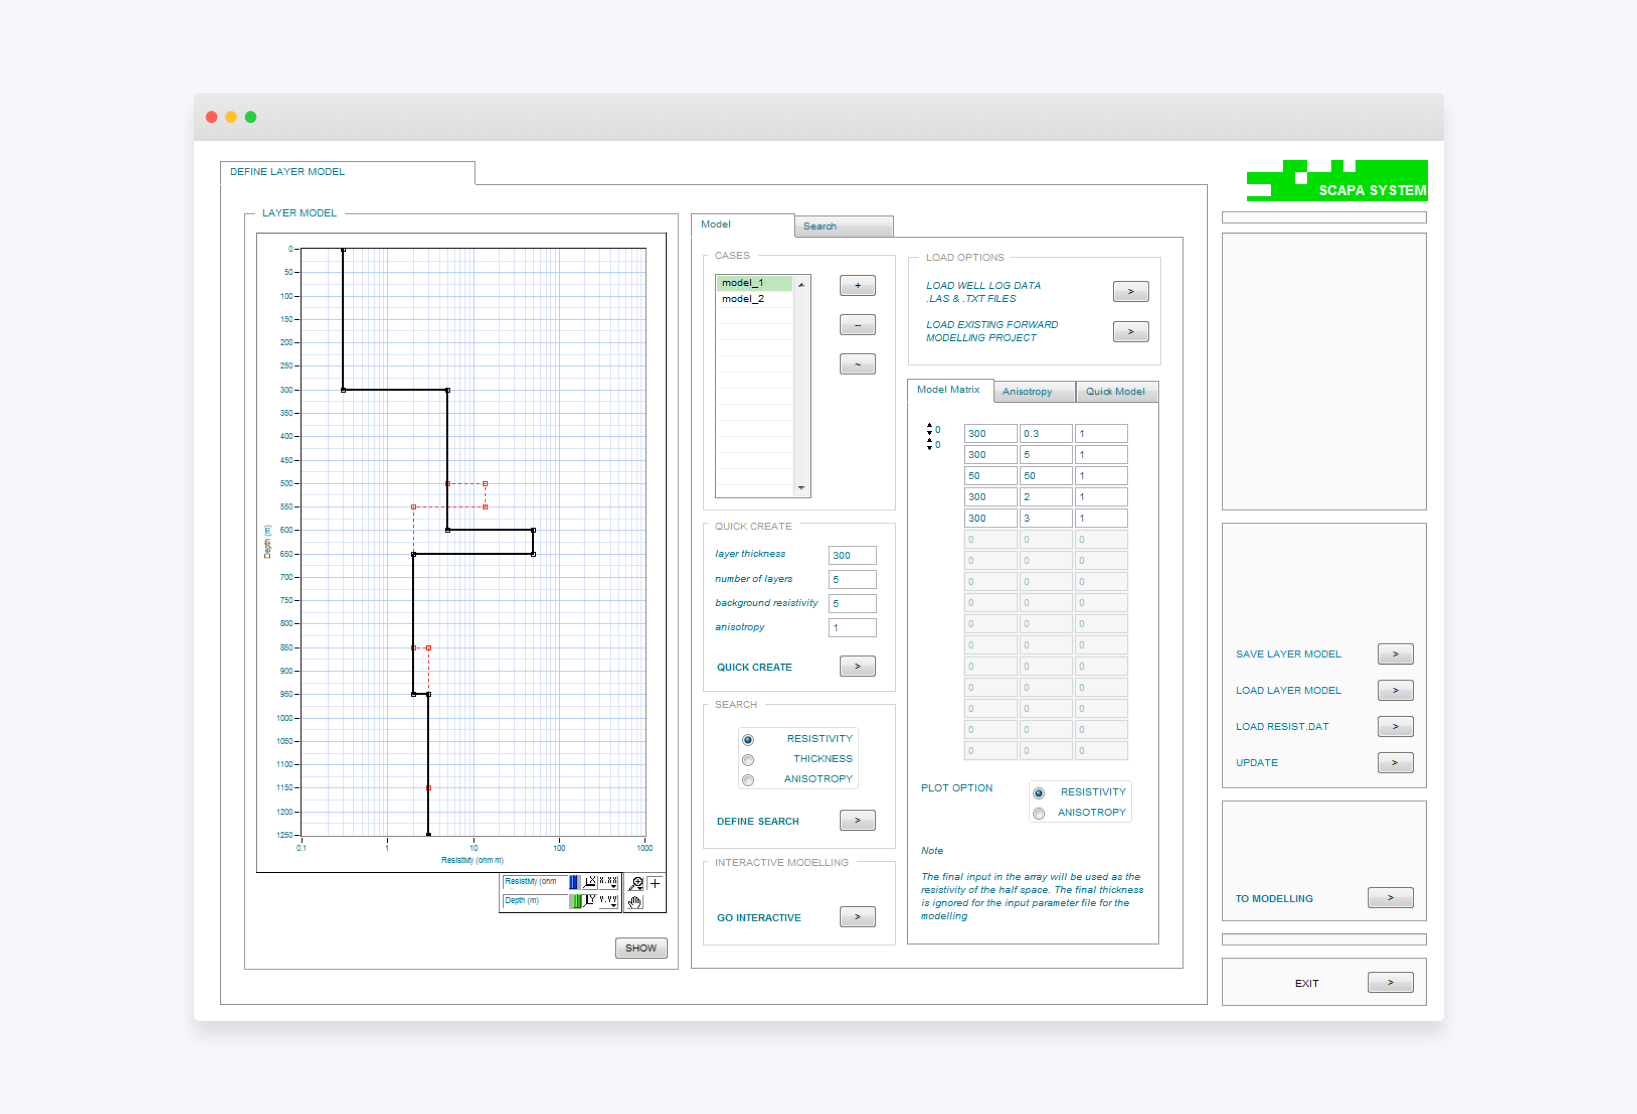 DEFINE LAYER MODEL
SCAPA SYSTEM
LAYER MODEL
0
50
100
150
200
250
300
350
400
450
500
550
600
650
700
750
800
850
900
950
1000
1050
1100
1150
1200
1250
Depth (m)
0.1 1 10 100 1000
Resistivity (ohm m)
Resistivity (ohm X X.XX
Depth (m) Y Y.YY
SHOW
Model Search
CASES
model_1
model_2
+
--
~
QUICK CREATE
layer thickness 300
number of layers 5
background resistivity 5
anisotropy 1
QUICK CREATE >
SEARCH
RESISTIVITY
THICKNESS
ANISOTROPY
DEFINE SEARCH >
INTERACTIVE MODELLING
GO INTERACTIVE >
LOAD OPTIONS
LOAD WELL LOG DATA
.LAS & .TXT FILES >
LOAD EXISTING FORWARD
MODELLING PROJECT >
Model Matrix Anisotropy Quick Model
0
0
300 0.3 1
300 5 1
50 50 1
300 2 1
300 3 1
0 0 0
0 0 0
0 0 0
0 0 0
0 0 0
0 0 0
0 0 0
0 0 0
0 0 0
0 0 0
0 0 0
PLOT OPTION
RESISTIVITY
ANISOTROPY
Note
The final input in the array will be used as the
resistivity of the half space. The final thickness
is ignored for the input parameter file for the
modelling
SAVE LAYER MODEL >
LOAD LAYER MODEL >
LOAD RESIST.DAT >
UPDATE >
TO MODELLING >
EXIT >